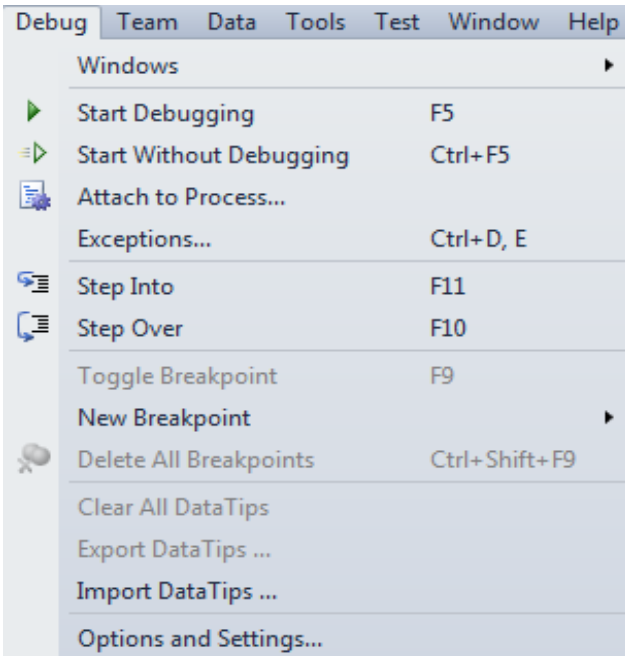 Debug Team Data Tools Test Window Help
Windows
Start Debugging F5
Start Without Debugging Ctrl+F5
Attach to Process...
Exceptions... Ctrl+D, E
Step Into F11
Step Over F10
Toggle Breakpoint F9
New Breakpoint
Delete All Breakpoints Ctrl+Shift+F9
Clear All DataTips
Export DataTips ...
Import DataTips ...
Options and Settings...